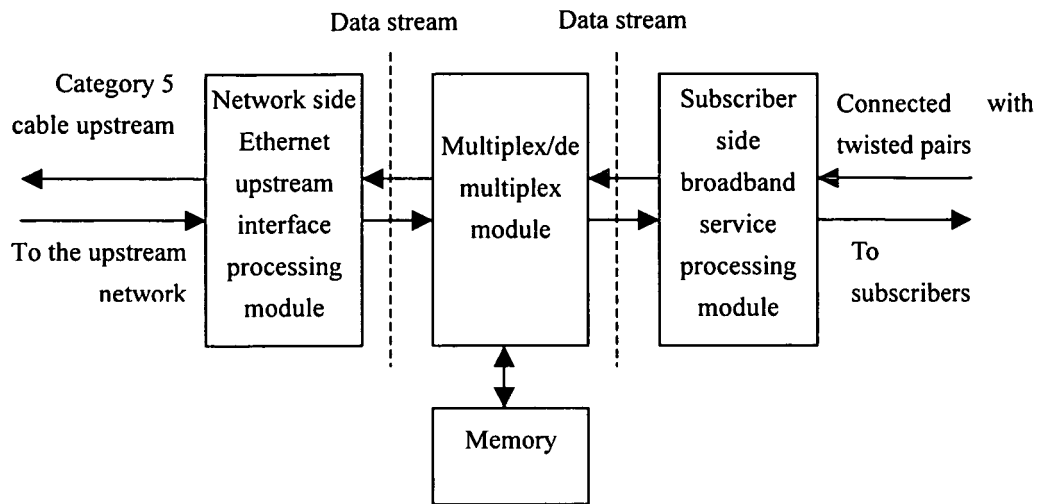 Data stream
Data stream
Category 5
cable upstream
To the upstream
network
Network side
Ethernet
upstream
interface
processing
module
Multiplex/de
multiplex
module
Subscriber
side
broadband
service
processing
module
Connected with
twisted pairs
To
subscribers
Memory